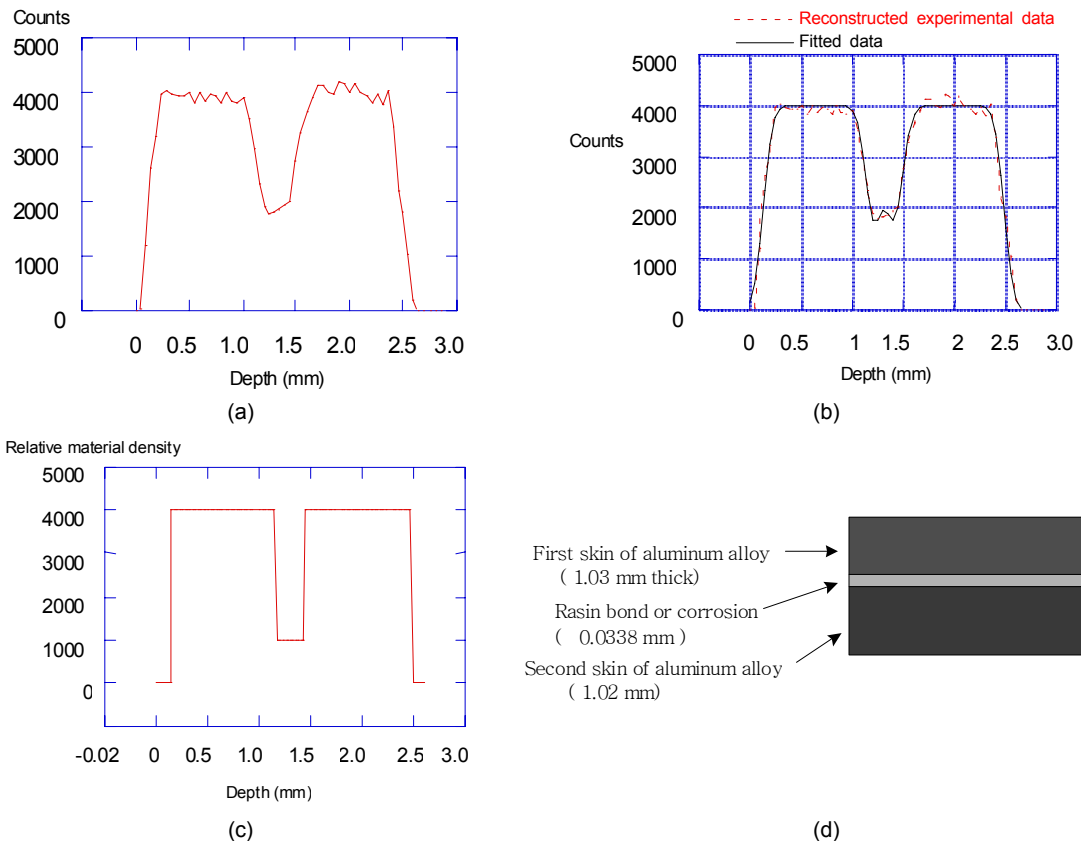 Counts
5000
4000
3000
2000
1000
0
0 0.5 1.0 1.5 2.0 2.5 3.0
Depth (mm)
(a)
Reconstructed experimental data
Fitted data
5000
4000
Counts
3000
2000
1000
0
0 0.5 1.0 1.5 2 2.5 3.0
Depth (mm)
(b)
Relative material density
5000
4000
3000
2000
1000
0
-0.02 0 0.5 1.0 1.5 2.0 2.5 3.0
Depth (mm)
(c)
First skin of aluminum alloy
( 1.03 mm thick)
Rasin bond or corrosion
( 0.0338 mm )
Second skin of aluminum alloy
( 1.02 mm)
(d)